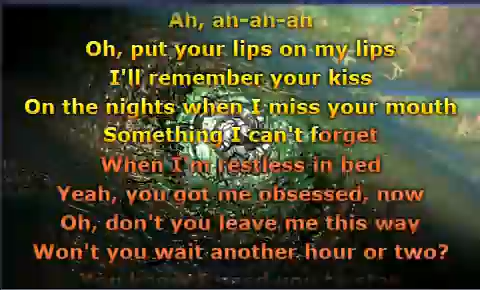 Ah, ah-ah-ah
Oh, put your lips on my lips
I'll remember your kiss
On the nights when I miss your mouth
Something I can't forget
When I'm restless in bed
Yeah, you got me obsessed, now
Oh, don't you leave me this way
Won't you wait another hour or two?